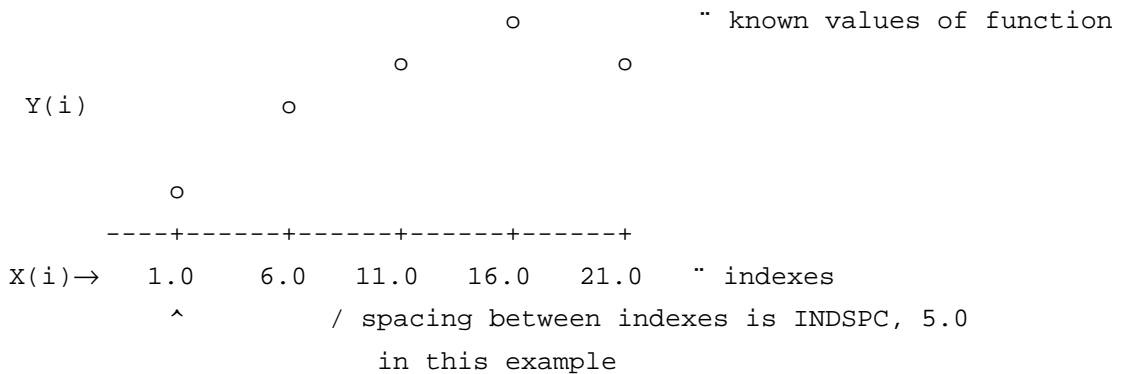 o ¨ known values of function
o o
Y(i) o
o
----+------+------+------+------+
X(i)→ 1.0 6.0 11.0 16.0 21.0 ¨ indexes
^ / spacing between indexes is INDSPC, 5.0
in this example